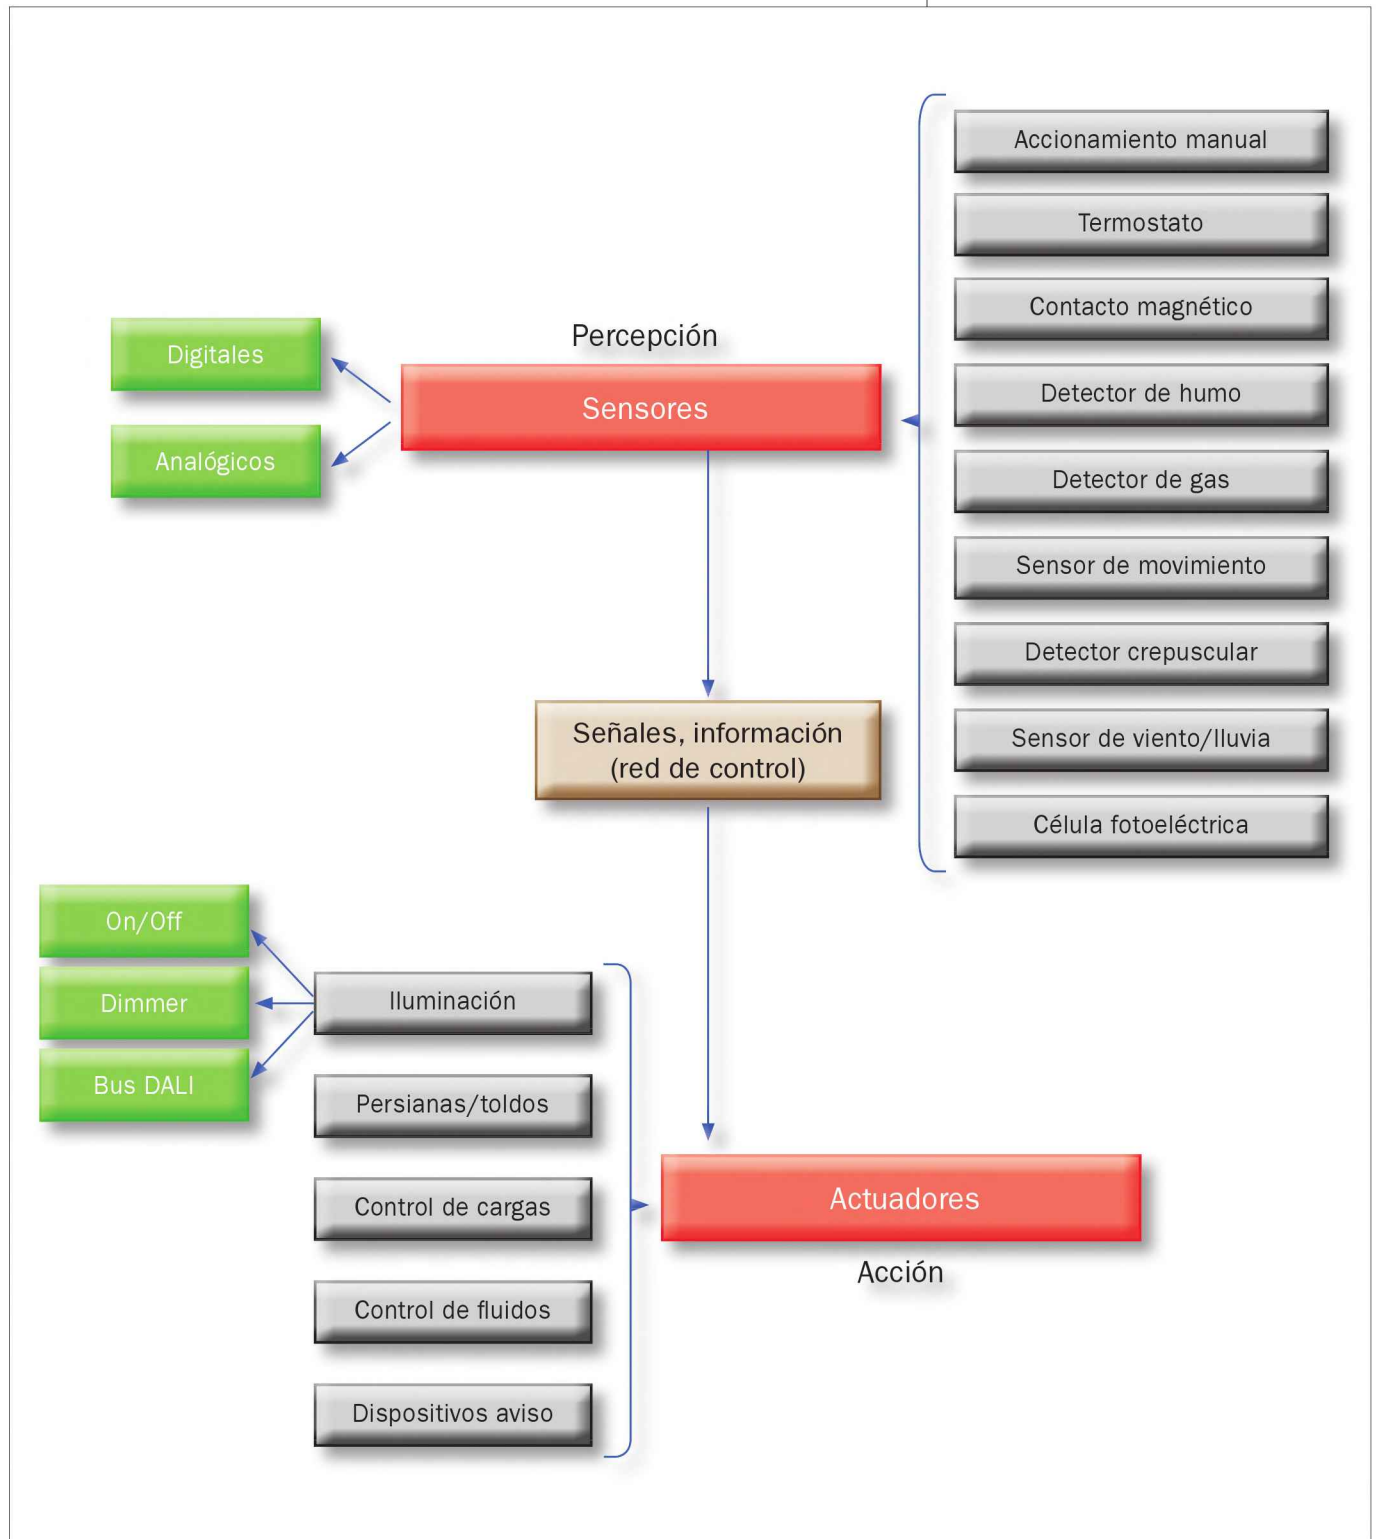 Accionamiento manual
Termostato
Contacto magnético
Detector de humo
Detector de gas
Sensor de movimiento
Detector crepuscular
Sensor de viento/lluvia
Célula fotoeléctrica
Percepción
Sensores
Digitales
Analógicos
Señales, información
(red de control)
On/Off
Dimmer
Bus DALI
Iluminación
Persianas/toldos
Control de cargas
Control de fluidos
Dispositivos aviso
Actuadores
Acción